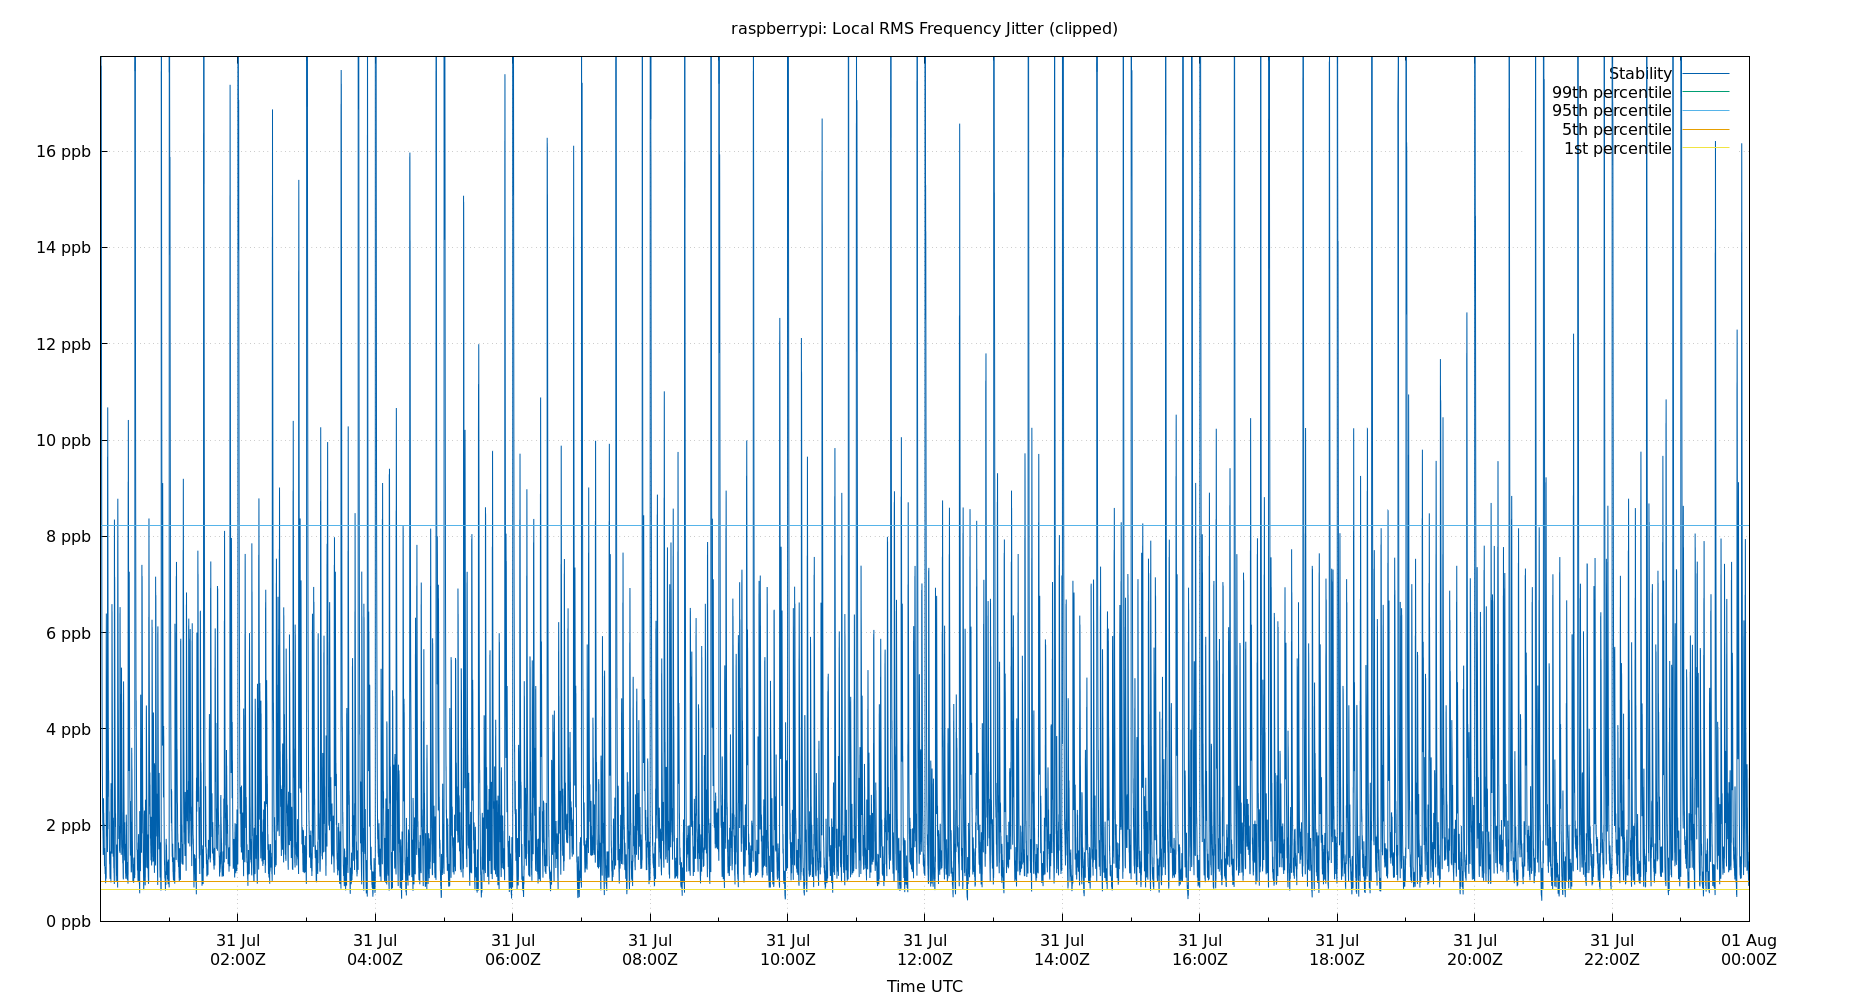 raspberrypi: Local RMS Frequency Jitter (clipped)
Stability
99th percentile
95th percentile
5th percentile
1st percentile
16 ppb
14 ppb
12 ppb
10 ppb
8 ppb
6 ppb
4 ppb
2 ppb
0 ppb
31 Jul 31 Jul 31 Jul 31 Jul 31 Jul 31 Jul 31 Jul 31 Jul 31 Jul 31 Jul 31 Jul 01 Aug
02:00Z 04:00Z 06:00Z 08:00Z 10:00Z 12:00Z 14:00Z 16:00Z 18:00Z 20:00Z 22:00Z 00:00Z
Time UTC